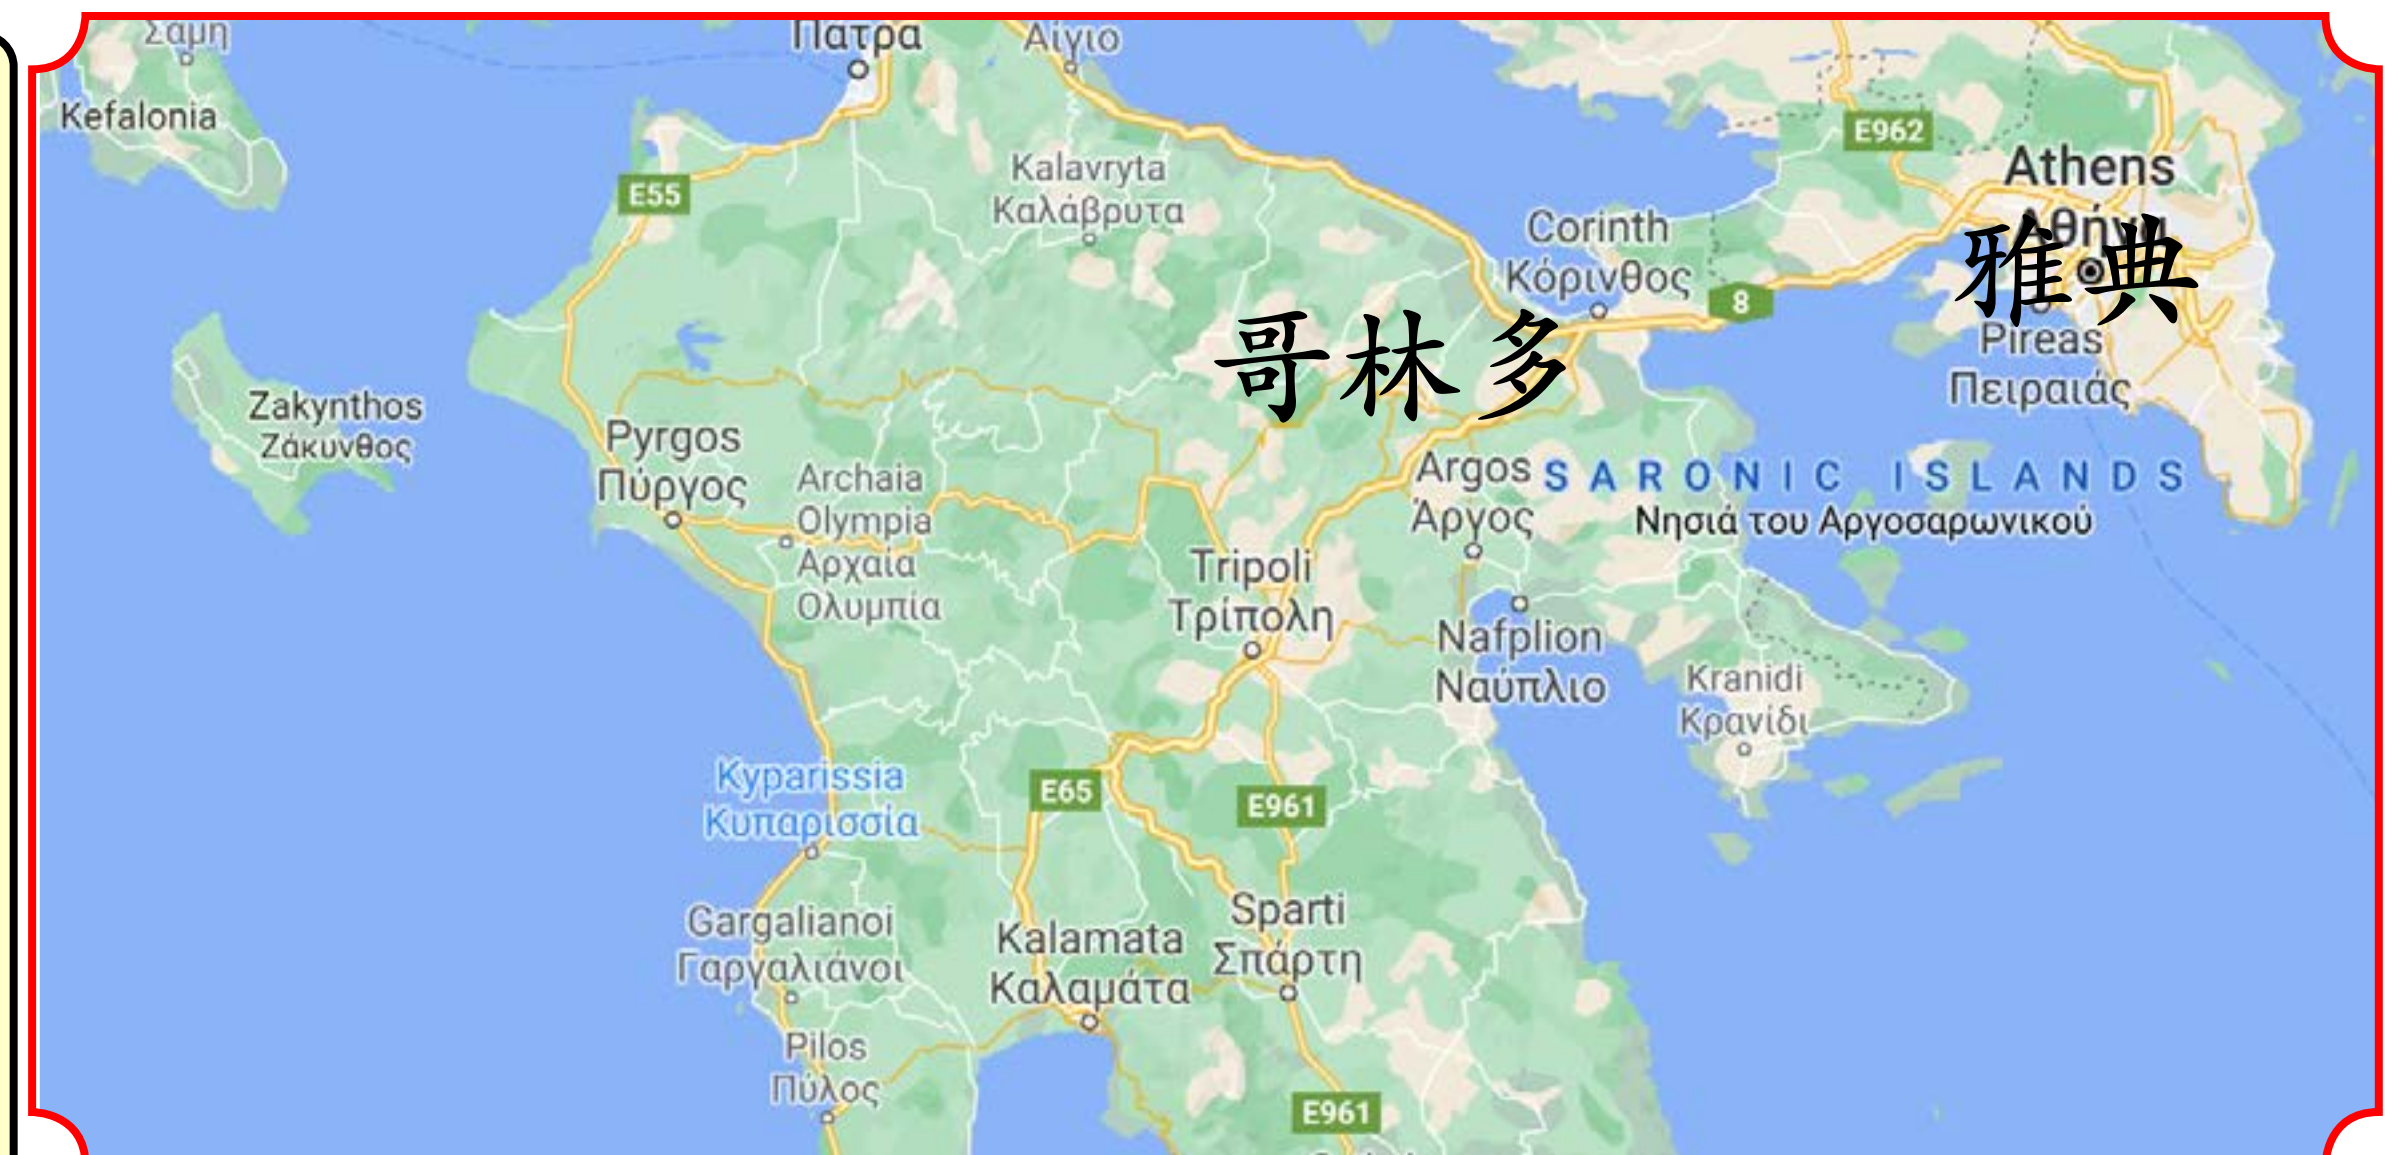 Σάμη
Πάτρα
Αίγιο
Kefalonia
E962
Athens
Αθήνα
雅典
Kalavryta
Καλάβρυτα
E55
Corinth
Κόρινθος
8
哥林多
Pireas
Πειραιάς
Zakynthos
Ζάκυνθος
Pyrgos
Πύργος
Archaia
Olympia
Αρχαία
Ολυμπία
Argos
Άργος
SARONIC ISLANDS
Νησιά του Αργοσαρωνικού
Tripoli
Τρίπολη
Nafplion
Ναύπλιο
Kranidi
Κρανίδι
Kyparissia
Κυπαρισσία
E65
E961
Gargalianoi
Γαργαλιάνοι
Kalamata
Καλαμάτα
Sparti
Σπάρτη
Pilos
Πύλος
E961